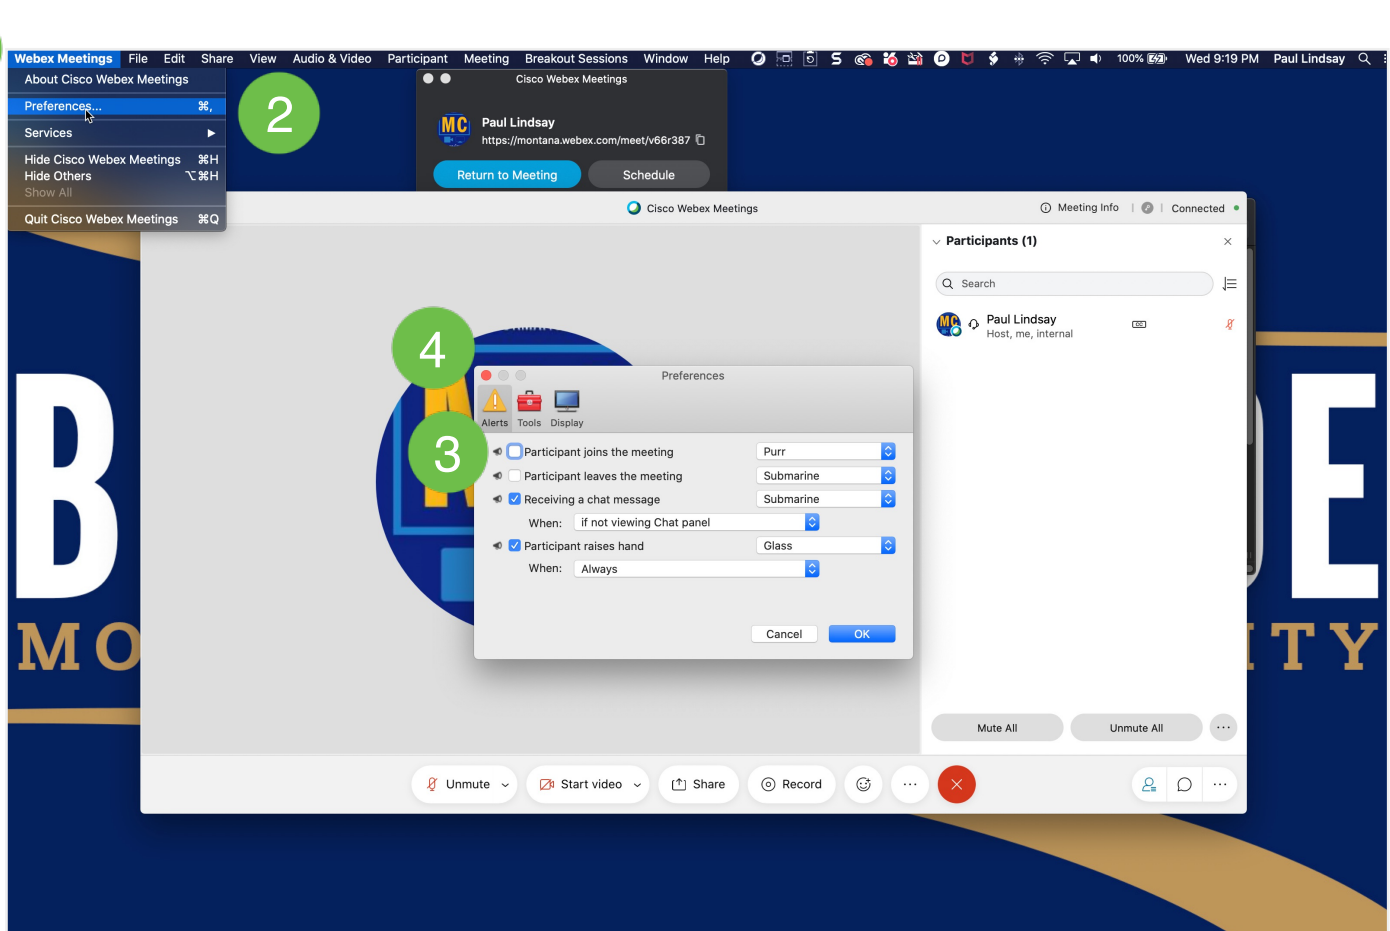 Webex Meetings File Edit Share View Audio & Video Participant Meeting Breakout Sessions Window Help 100% Wed 9:19 PM Paul Lindsay
About Cisco Webex Meetings
Preferences... ⌘,
Services ▶
Hide Cisco Webex Meetings ⌘H
Hide Others ⌥⌘H
Show All
Quit Cisco Webex Meetings ⌘Q
2
Cisco Webex Meetings
MC Paul Lindsay
https://montana.webex.com/meet/v66r387
Return to Meeting Schedule
Cisco Webex Meetings Meeting Info Connected
Participants (1)
Search
MC Paul Lindsay
Host, me, internal
4
Preferences
Alerts Tools Display
3
Participant joins the meeting Purr
Participant leaves the meeting Submarine
Receiving a chat message Submarine
When: if not viewing Chat panel
Participant raises hand Glass
When: Always
Cancel OK
B E
MO ITY
Mute All Unmute All
Unmute Start video Share Record